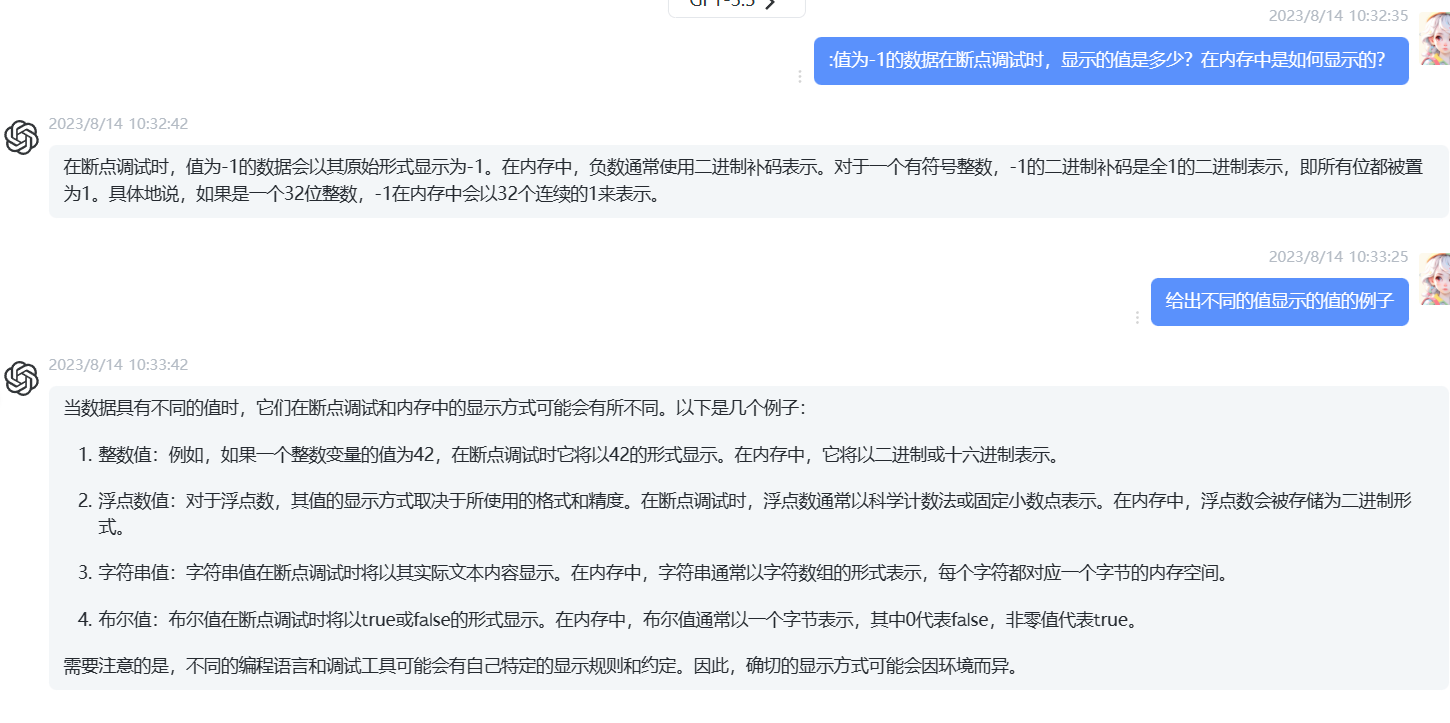 GPT-3.5
2023/8/14 10:32:35
:值为-1的数据在断点调试时，显示的值是多少？在内存中是如何显示的？
2023/8/14 10:32:42
在断点调试时，值为-1的数据会以其原始形式显示为-1。在内存中，负数通常使用二进制补码表示。对于一个有符号整数，-1的二进制补码是全1的二进制表示，即所有位都被置
为1。具体地说，如果是一个32位整数，-1在内存中会以32个连续的1来表示。
2023/8/14 10:33:25
给出不同的值显示的值的例子
2023/8/14 10:33:42
当数据具有不同的值时，它们在断点调试和内存中的显示方式可能会有所不同。以下是几个例子：
1. 整数值：例如，如果一个整数变量的值为42，在断点调试时它将以42的形式显示。在内存中，它将以二进制或十六进制表示。
2. 浮点数值：对于浮点数，其值的显示方式取决于所使用的格式和精度。在断点调试时，浮点数通常以科学计数法或固定小数点表示。在内存中，浮点数会被存储为二进制形
式。
3. 字符串值：字符串值在断点调试时将以其实际文本内容显示。在内存中，字符串通常以字符数组的形式表示，每个字符都对应一个字节的内存空间。
4. 布尔值：布尔值在断点调试时将以true或false的形式显示。在内存中，布尔值通常以一个字节表示，其中0代表false，非零值代表true。
需要注意的是，不同的编程语言和调试工具可能会有自己特定的显示规则和约定。因此，确切的显示方式可能会因环境而异。